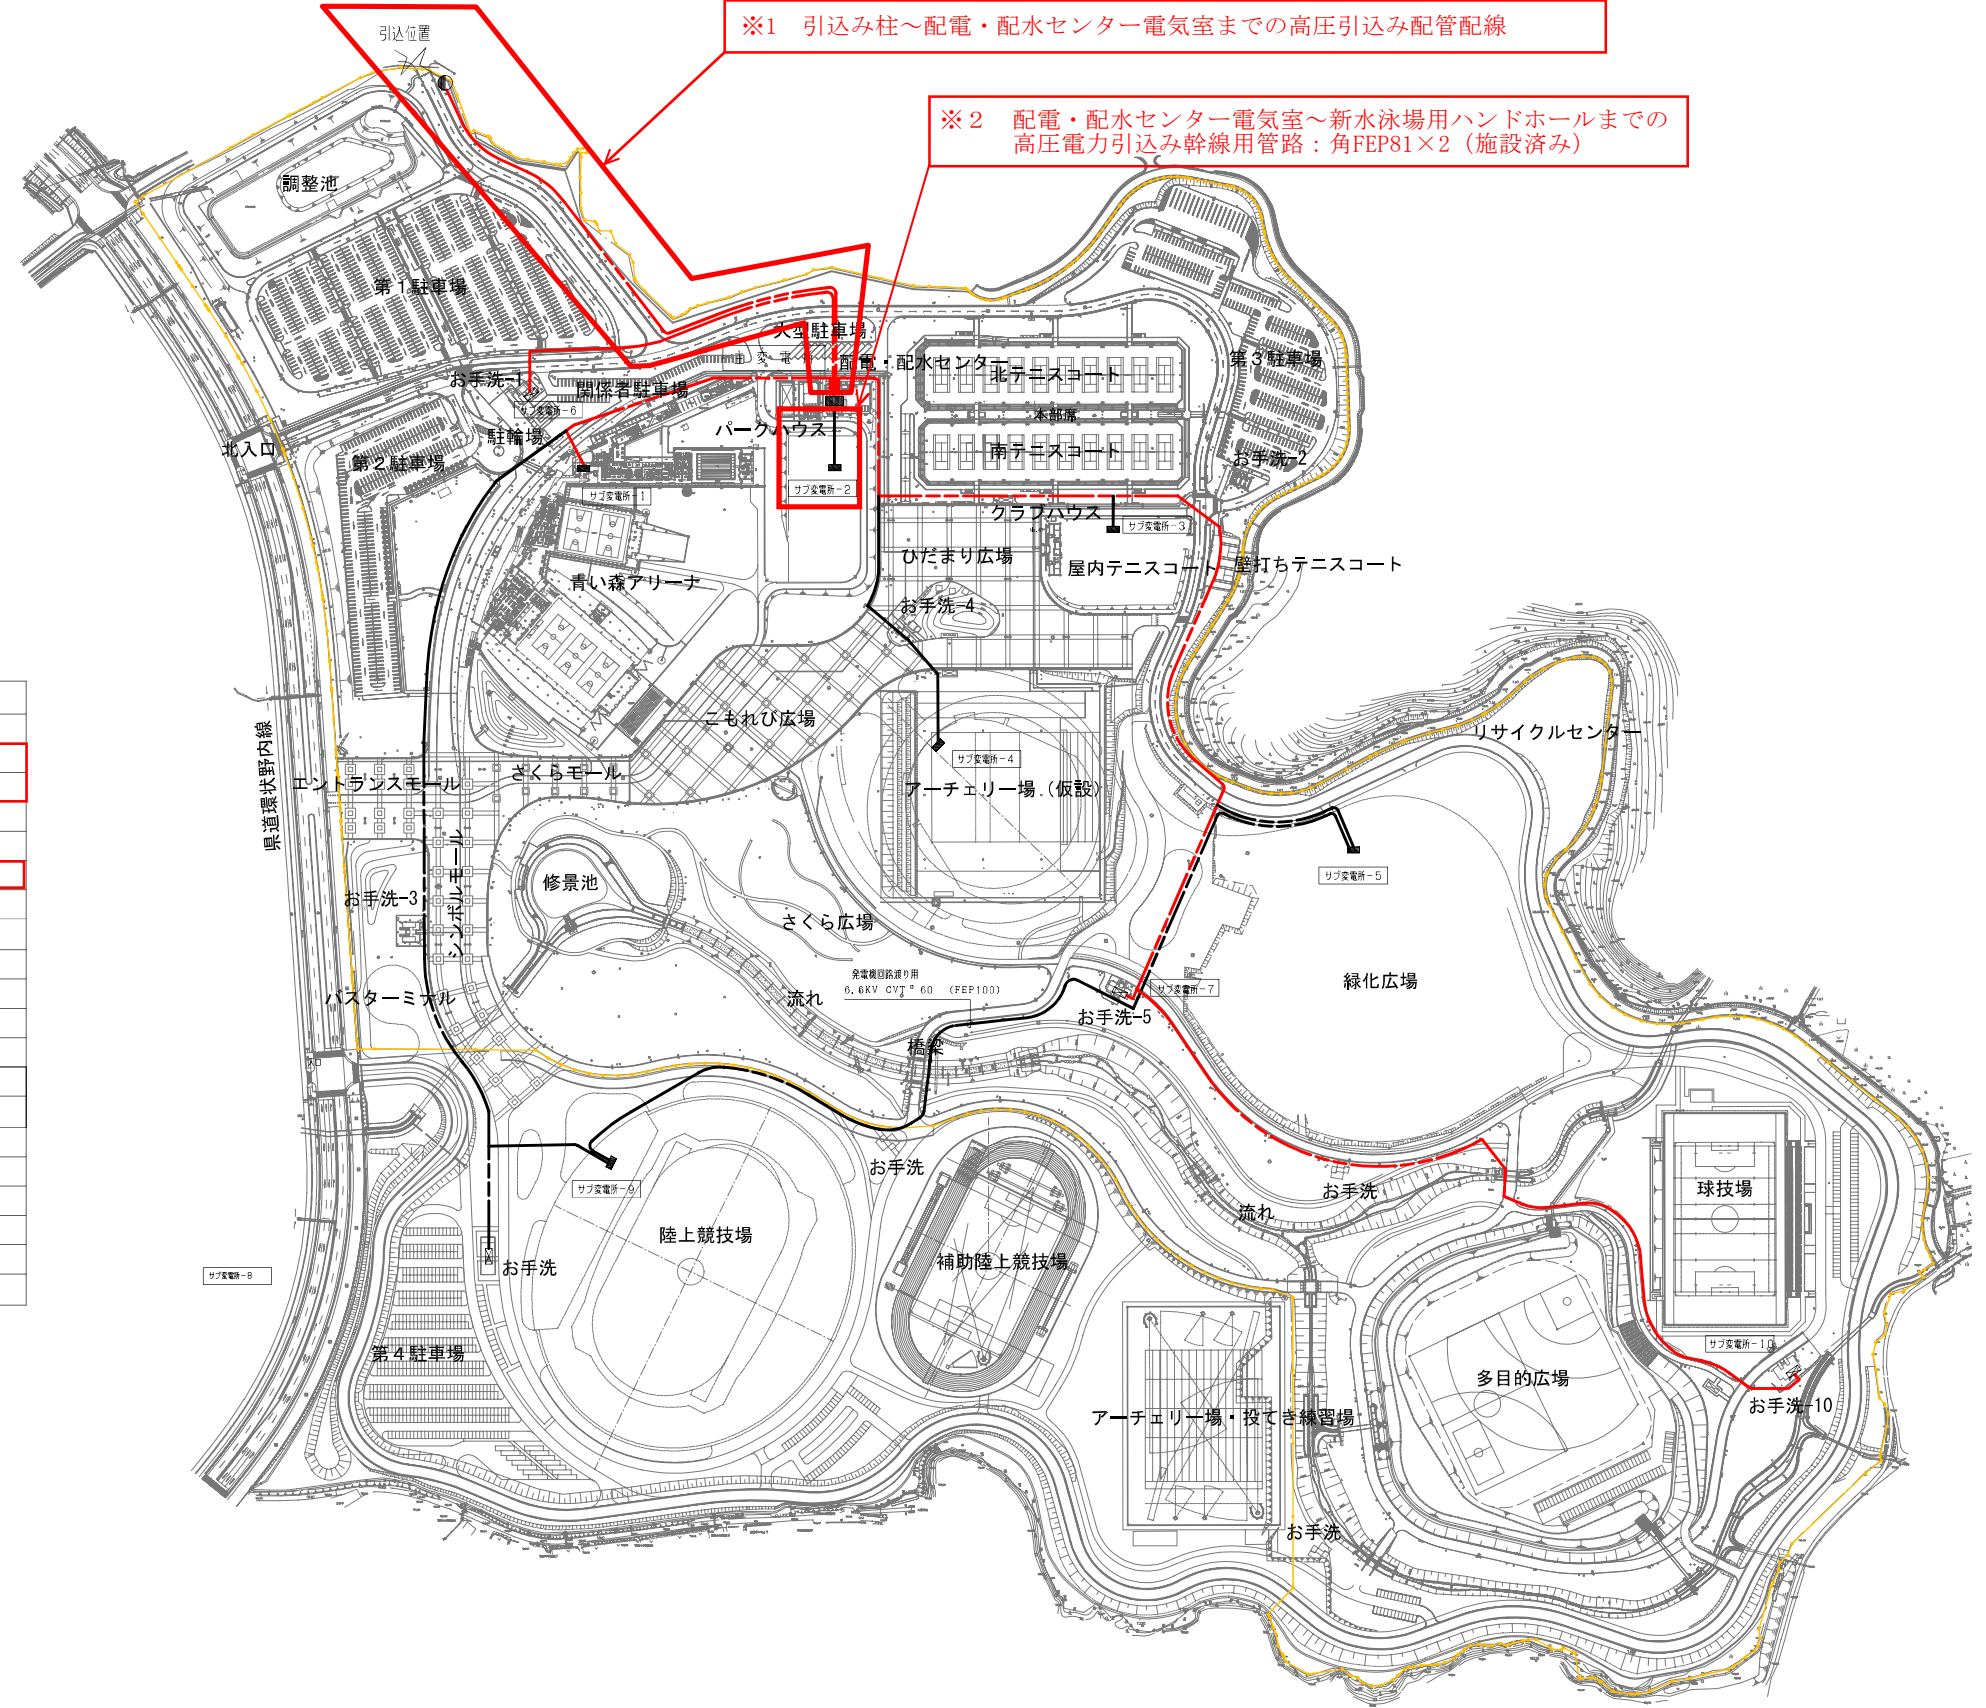 ※1　引込み柱～配電・配水センター電気室までの高圧引込み配管配線
引込位置
※２　配電・配水センター電気室～新水泳場用ハンドホールまでの
高圧電力引込み幹線用管路：角FEP81×2（施設済み）
調整池
第１駐車場
大型駐車場
主変電所
配電・配水センター
北テニスコート
第３駐車場
お手洗-1
関係者駐車場
サブ変電所-6
本部席
駐輪場
パークハウス
北入口
第２駐車場
南テニスコート
お手洗-2
サブ変電所-1
サブ変電所-2
クラブハウス
サブ変電所-3
ひだまり広場
屋内テニスコート
壁打ちテニスコート
青い森アリーナ
お手洗-4
こもれび広場
県道環状野内線
リサイクルセンター
サブ変電所-4
さくらモール
エントランスモール
アーチェリー場（仮設）
シンボルモール
サブ変電所-5
修景池
お手洗-3
さくら広場
発電機回路渡り用
6.6KV CVT□60　(FEP100)
緑化広場
サブ変電所-7
バスターミナル
流れ
お手洗-5
橋梁
お手洗
サブ変電所-9
お手洗
球技場
流れ
陸上競技場
補助陸上競技場
お手洗
サブ変電所-8
第４駐車場
サブ変電所-10
多目的広場
お手洗-10
アーチェリー場・投てき練習場
お手洗